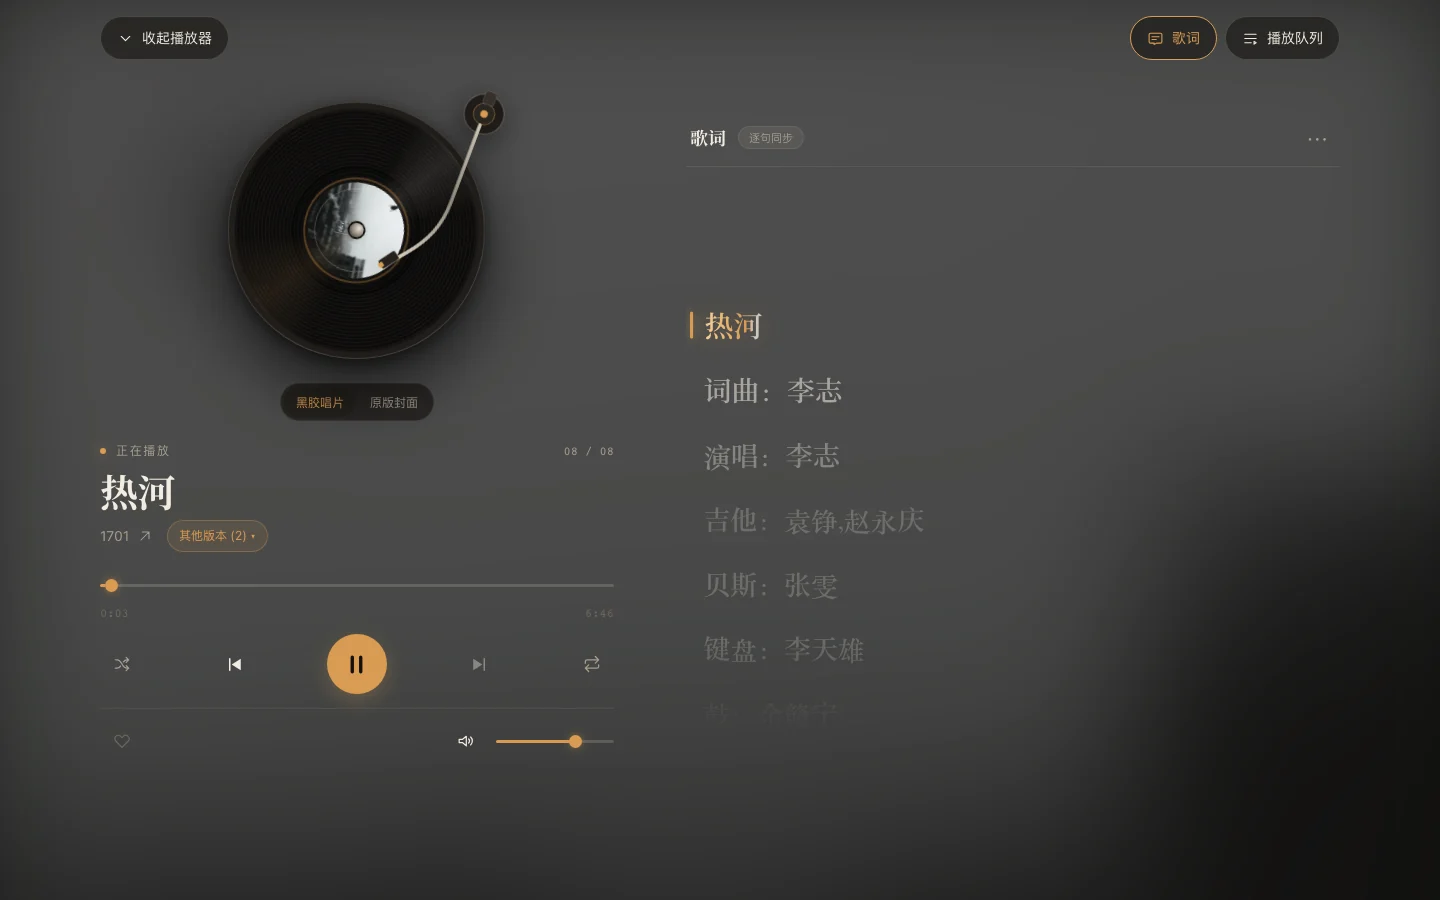 收起播放器
歌词
播放队列
歌词 逐句同步
热河
词曲：李志
演唱：李志
吉他：袁铮,赵永庆
贝斯：张雯
键盘：李天雄
黑胶唱片 原版封面
正在播放 08 / 08
热河
1701 其他版本 (2)
0:03 6:46